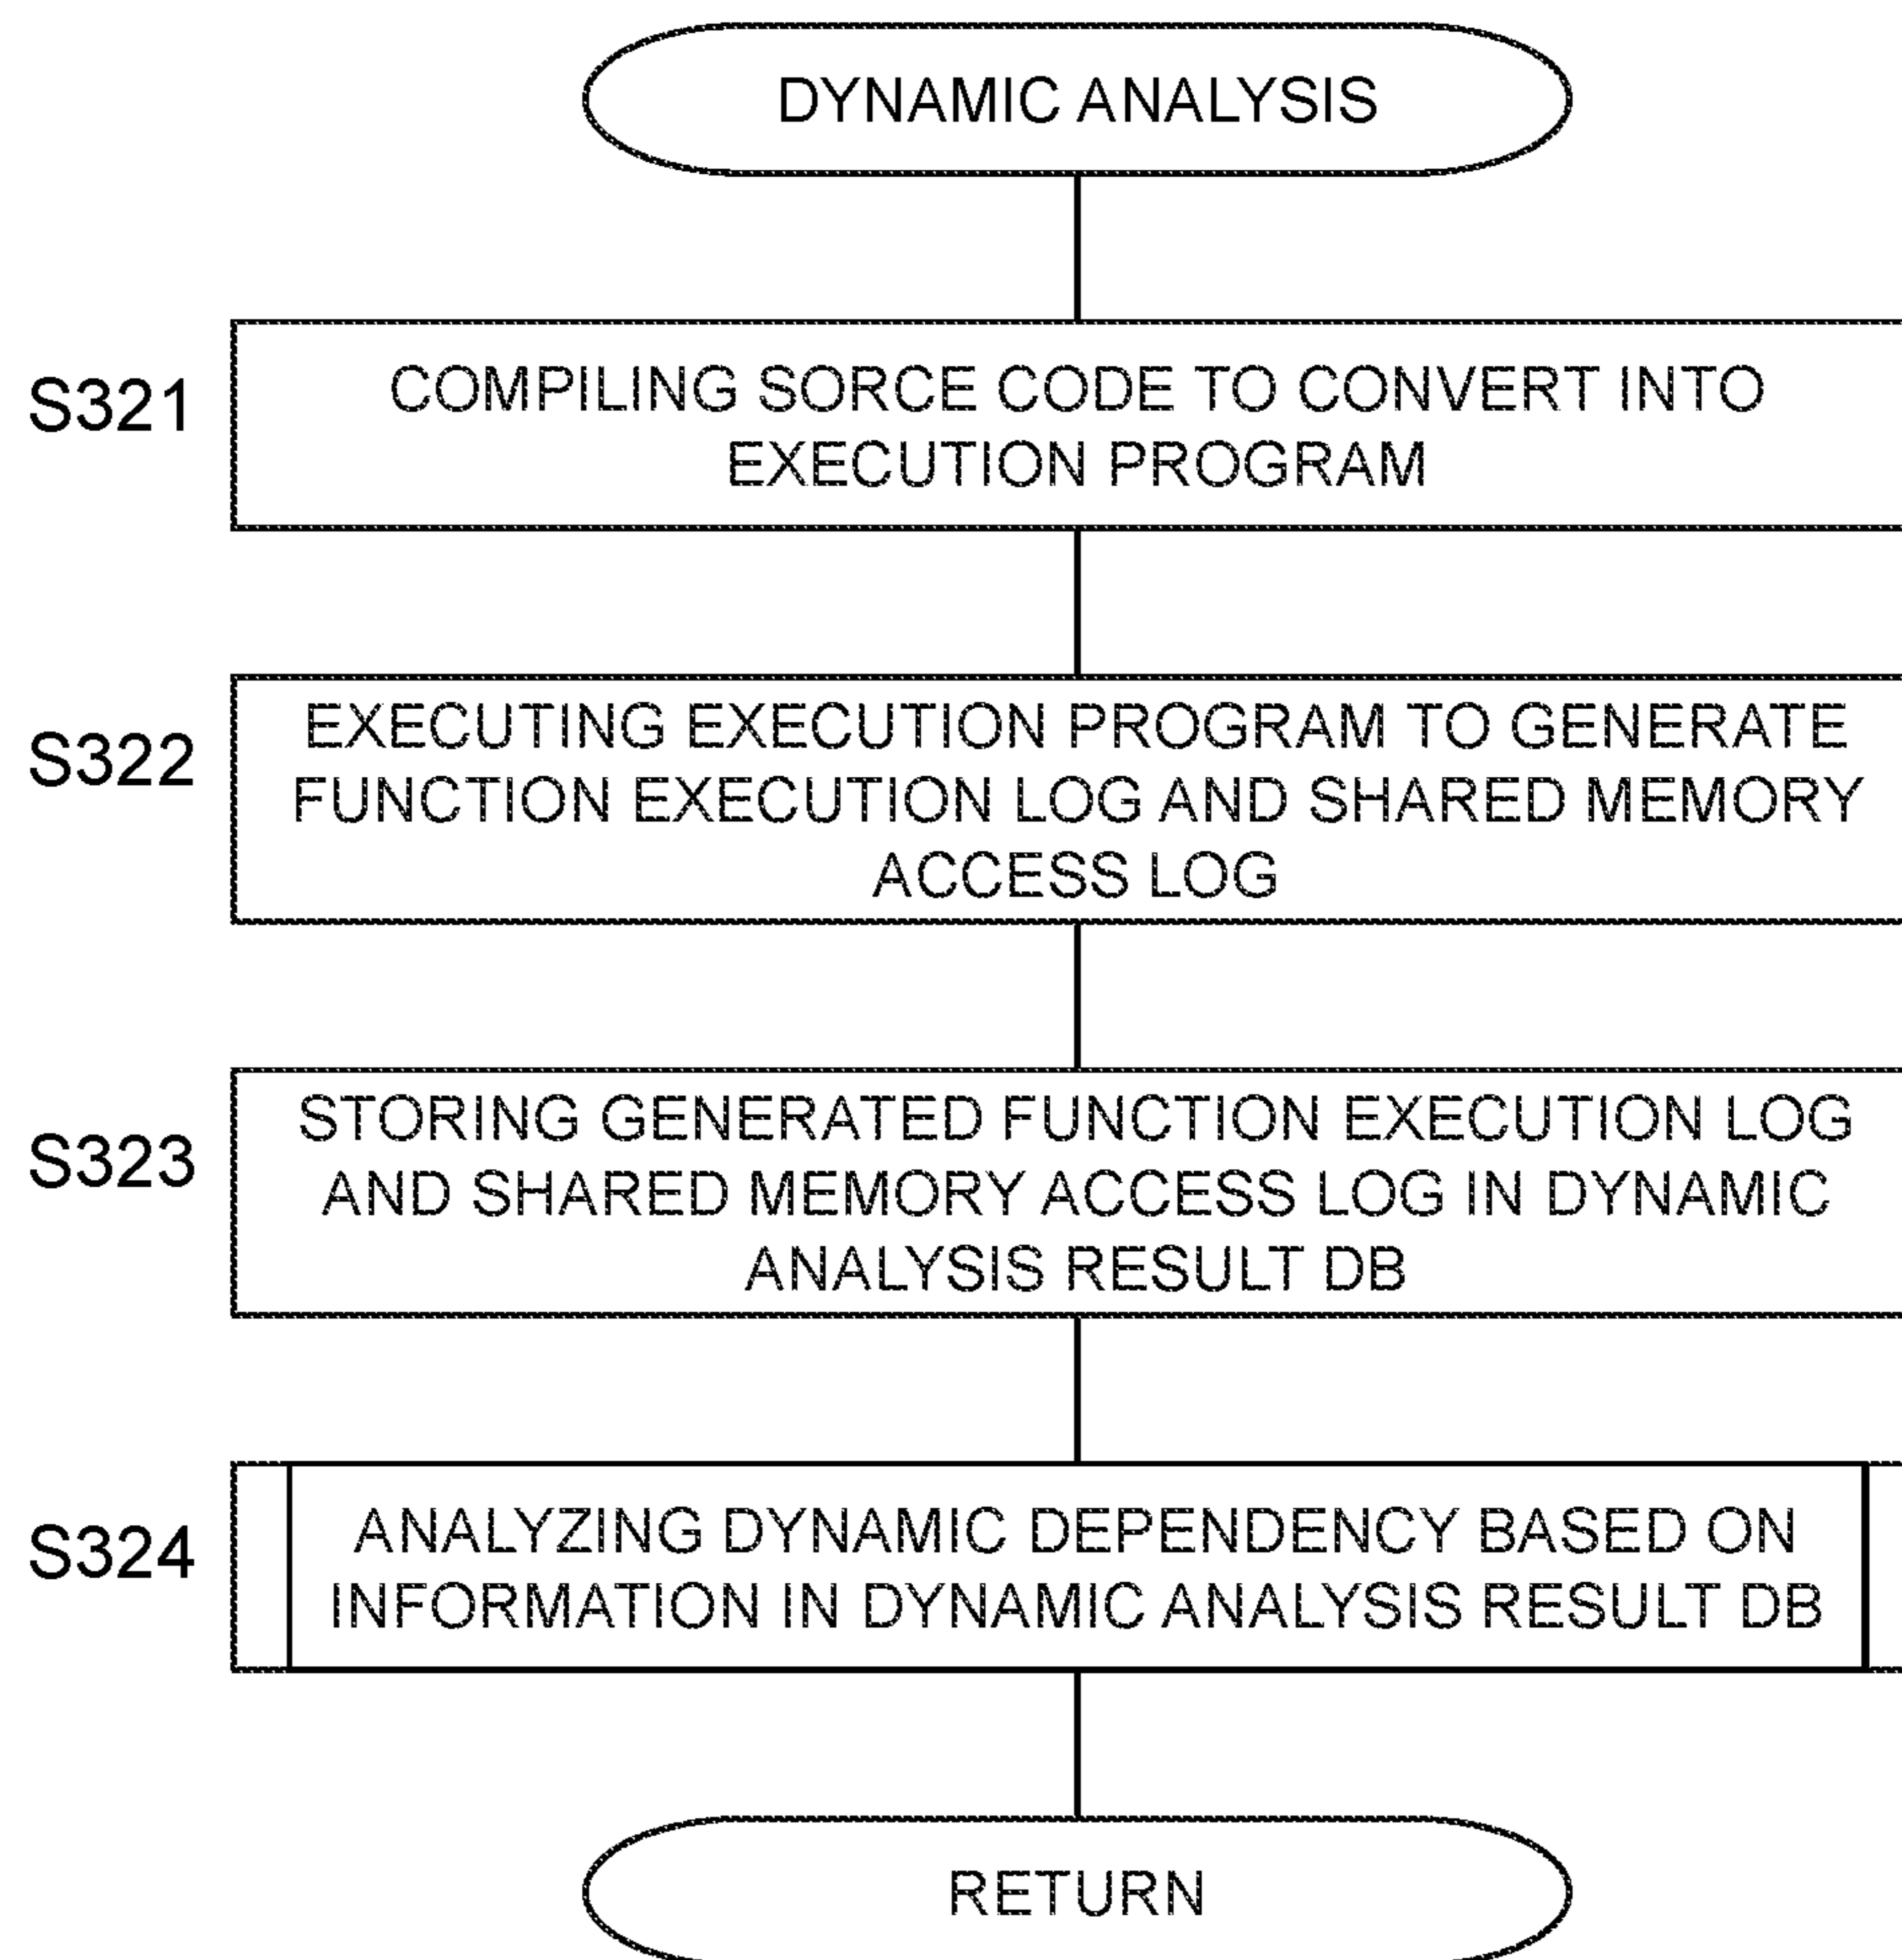 DYNAMIC ANALYSIS
S321
COMPILING SORCE CODE TO CONVERT INTO
EXECUTION PROGRAM
S322
EXECUTING EXECUTION PROGRAM TO GENERATE
FUNCTION EXECUTION LOG AND SHARED MEMORY
ACCESS LOG
S323
STORING GENERATED FUNCTION EXECUTION LOG
AND SHARED MEMORY ACCESS LOG IN DYNAMIC
ANALYSIS RESULT DB
S324
ANALYZING DYNAMIC DEPENDENCY BASED ON
INFORMATION IN DYNAMIC ANALYSIS RESULT DB
RETURN